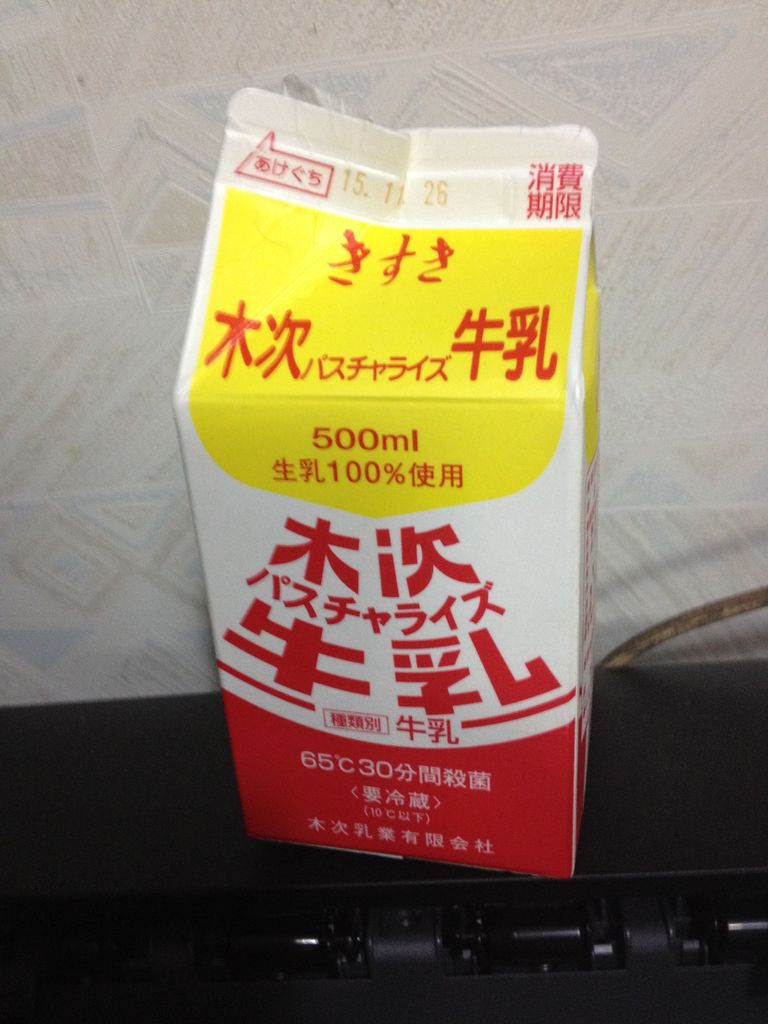 あけぐち
15. 11. 26
消費
期限
きすき
木次パスチャライズ牛乳
500ml
生乳100%使用
木次
パスチャライズ
牛乳
種類別 牛乳
65℃30分間殺菌
〈要冷蔵〉
(10℃以下)
木次乳業有限会社